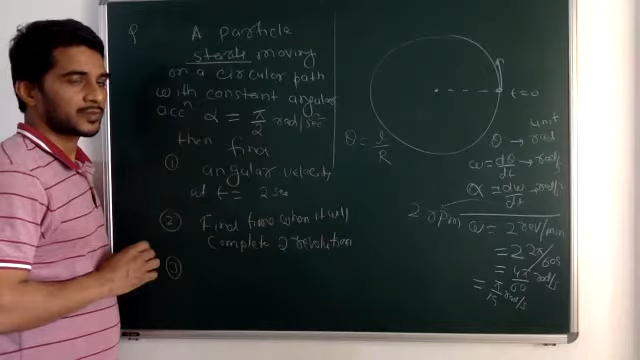 Q A particle
starts moving
on a circular path
with constant angular
accⁿ α = π/2 rad/sec²
then find
① angular velocity
at t = 2 sec
② Find time when it will
complete 2 revolution
③
t=0
θ = s/R
unit
θ → rad
ω = dθ/dt → rad/s
α = dω/dt → rad/s²
2 rpm ω = 2 rev/min
= 2 2π/60s
= 4π/60 rad/s
= π/15 rad/s